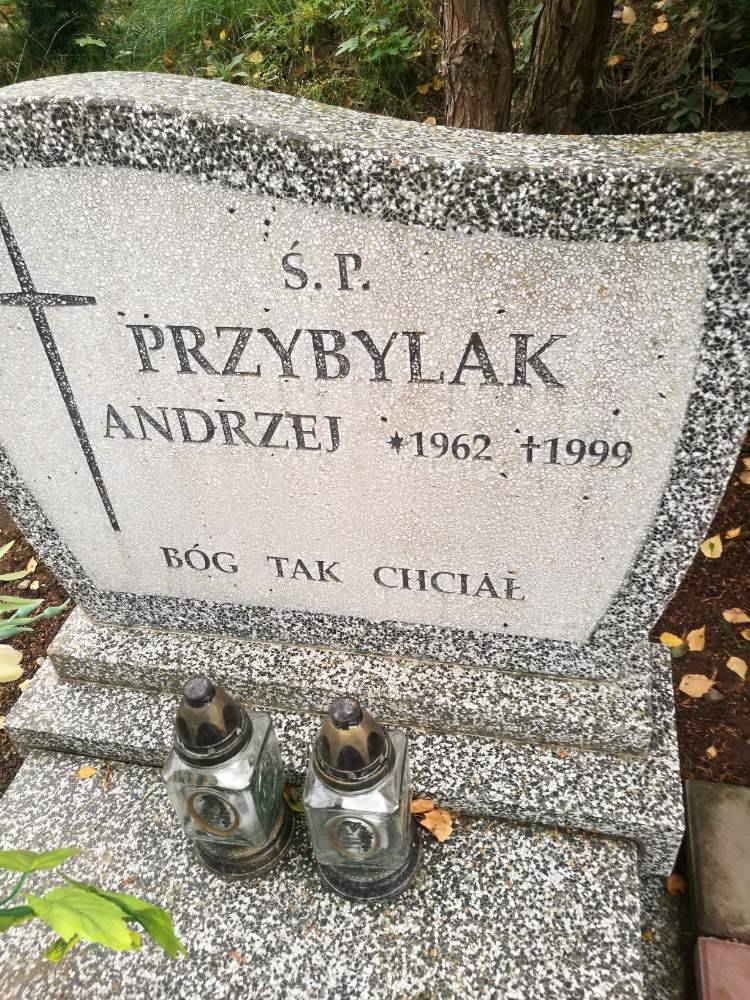 Ś.P.
PRZYBYLAK
ANDRZEJ *1962 †1999
BÓG TAK CHCIAŁ